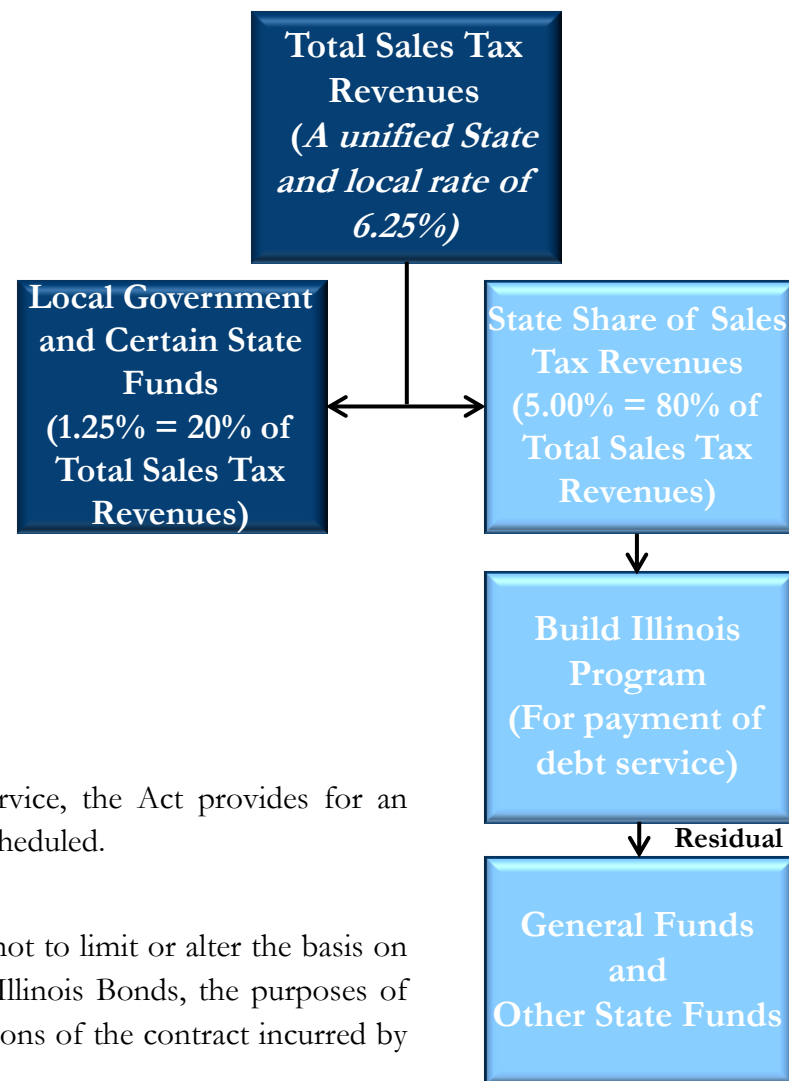 Total Sales Tax
Revenues
(A unified State
and local rate of
6.25%)
Local Government
and Certain State
Funds
(1.25% = 20% of
Total Sales Tax
Revenues)
State Share of Sales
Tax Revenues
(5.00% = 80% of
Total Sales Tax
Revenues)
Build Illinois
Program
(For payment of
debt service)
Residual
General Funds
and
Other State Funds
rvice, the Act provides for an
heduled.
not to limit or alter the basis on
Illinois Bonds, the purposes of
ons of the contract incurred by